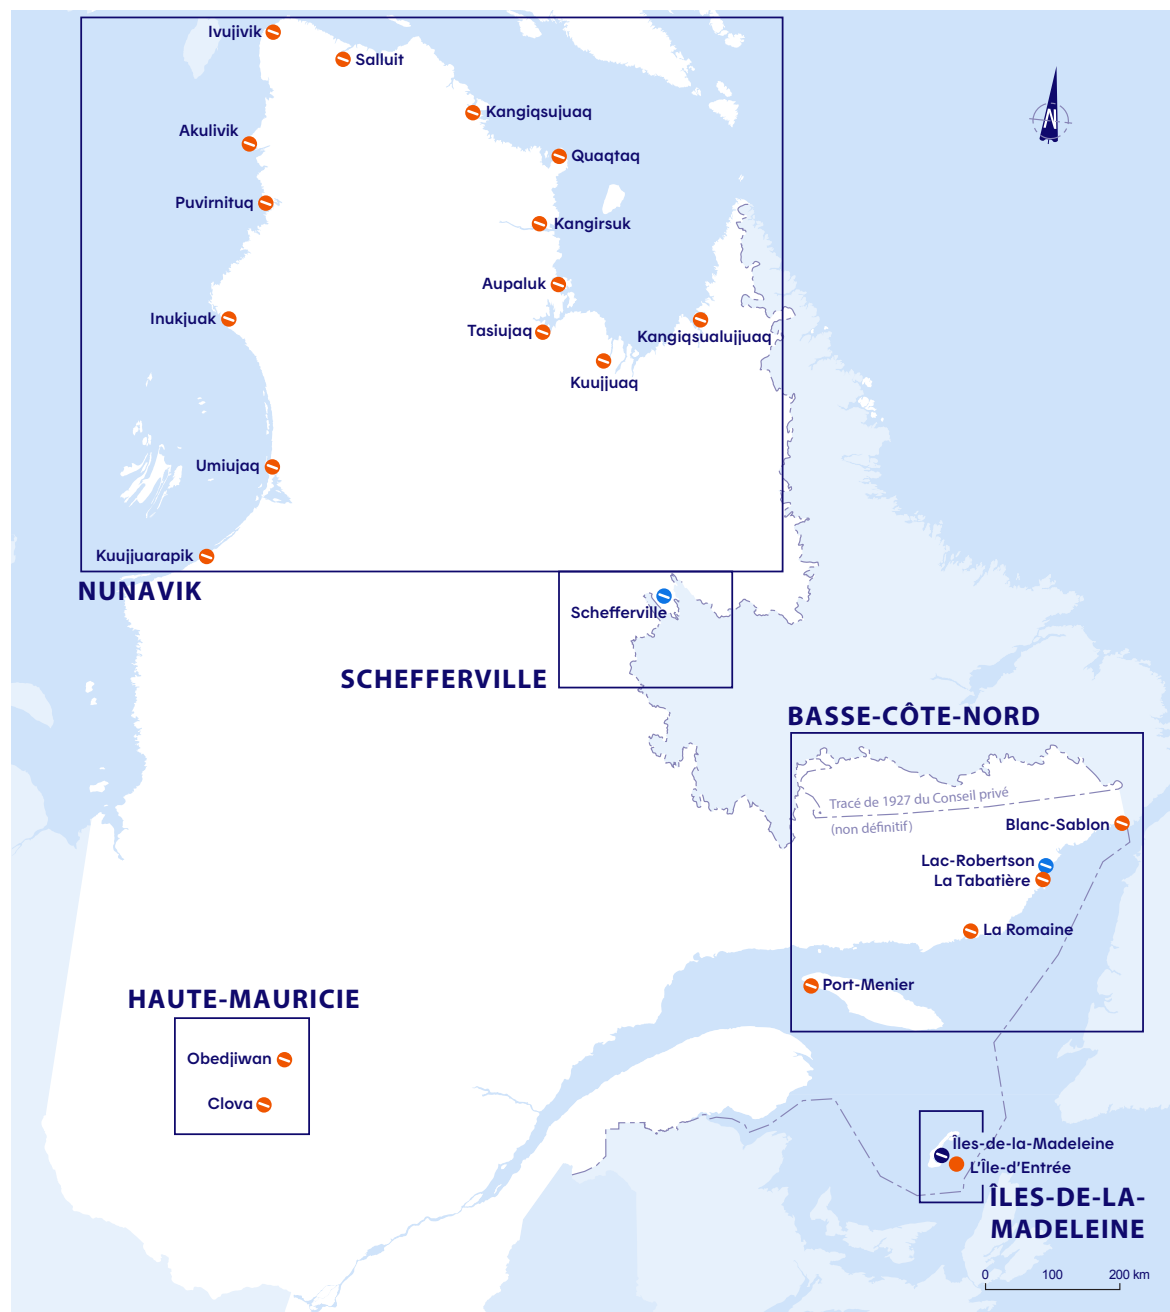 Ivujivik
Salluit
Kangiqsujuaq
Akulivik
Quaqtaq
Puvirnituq
Kangirsuk
Aupaluk
Inukjuak
Tasiujaq
Kangiqsualujjuaq
Kuujjuaq
Umiujaq
Kuujjuarapik
NUNAVIK
Schefferville
SCHEFFERVILLE
BASSE-CÔTE-NORD
Tracé de 1927 du Conseil privé
(non définitif)
Blanc-Sablon
Lac-Robertson
La Tabatière
La Romaine
Port-Menier
HAUTE-MAURICIE
Obedjiwan
Clova
Îles-de-la-Madeleine
L'Île-d'Entrée
ÎLES-DE-LA-
MADELEINE
0 100 200 km
N